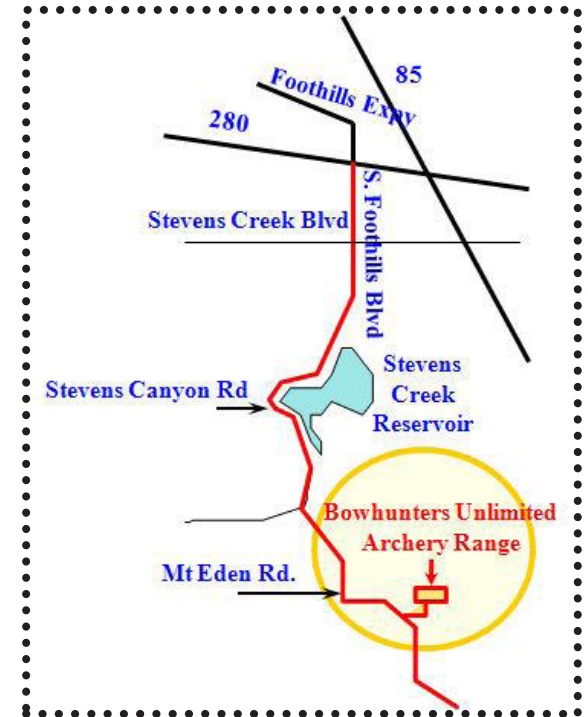 85
Foothills Expy
280
S. Foothills Blvd
Stevens Creek Blvd
Stevens
Creek
Reservoir
Stevens Canyon Rd
Bowhunters Unlimited
Archery Range
Mt Eden Rd.